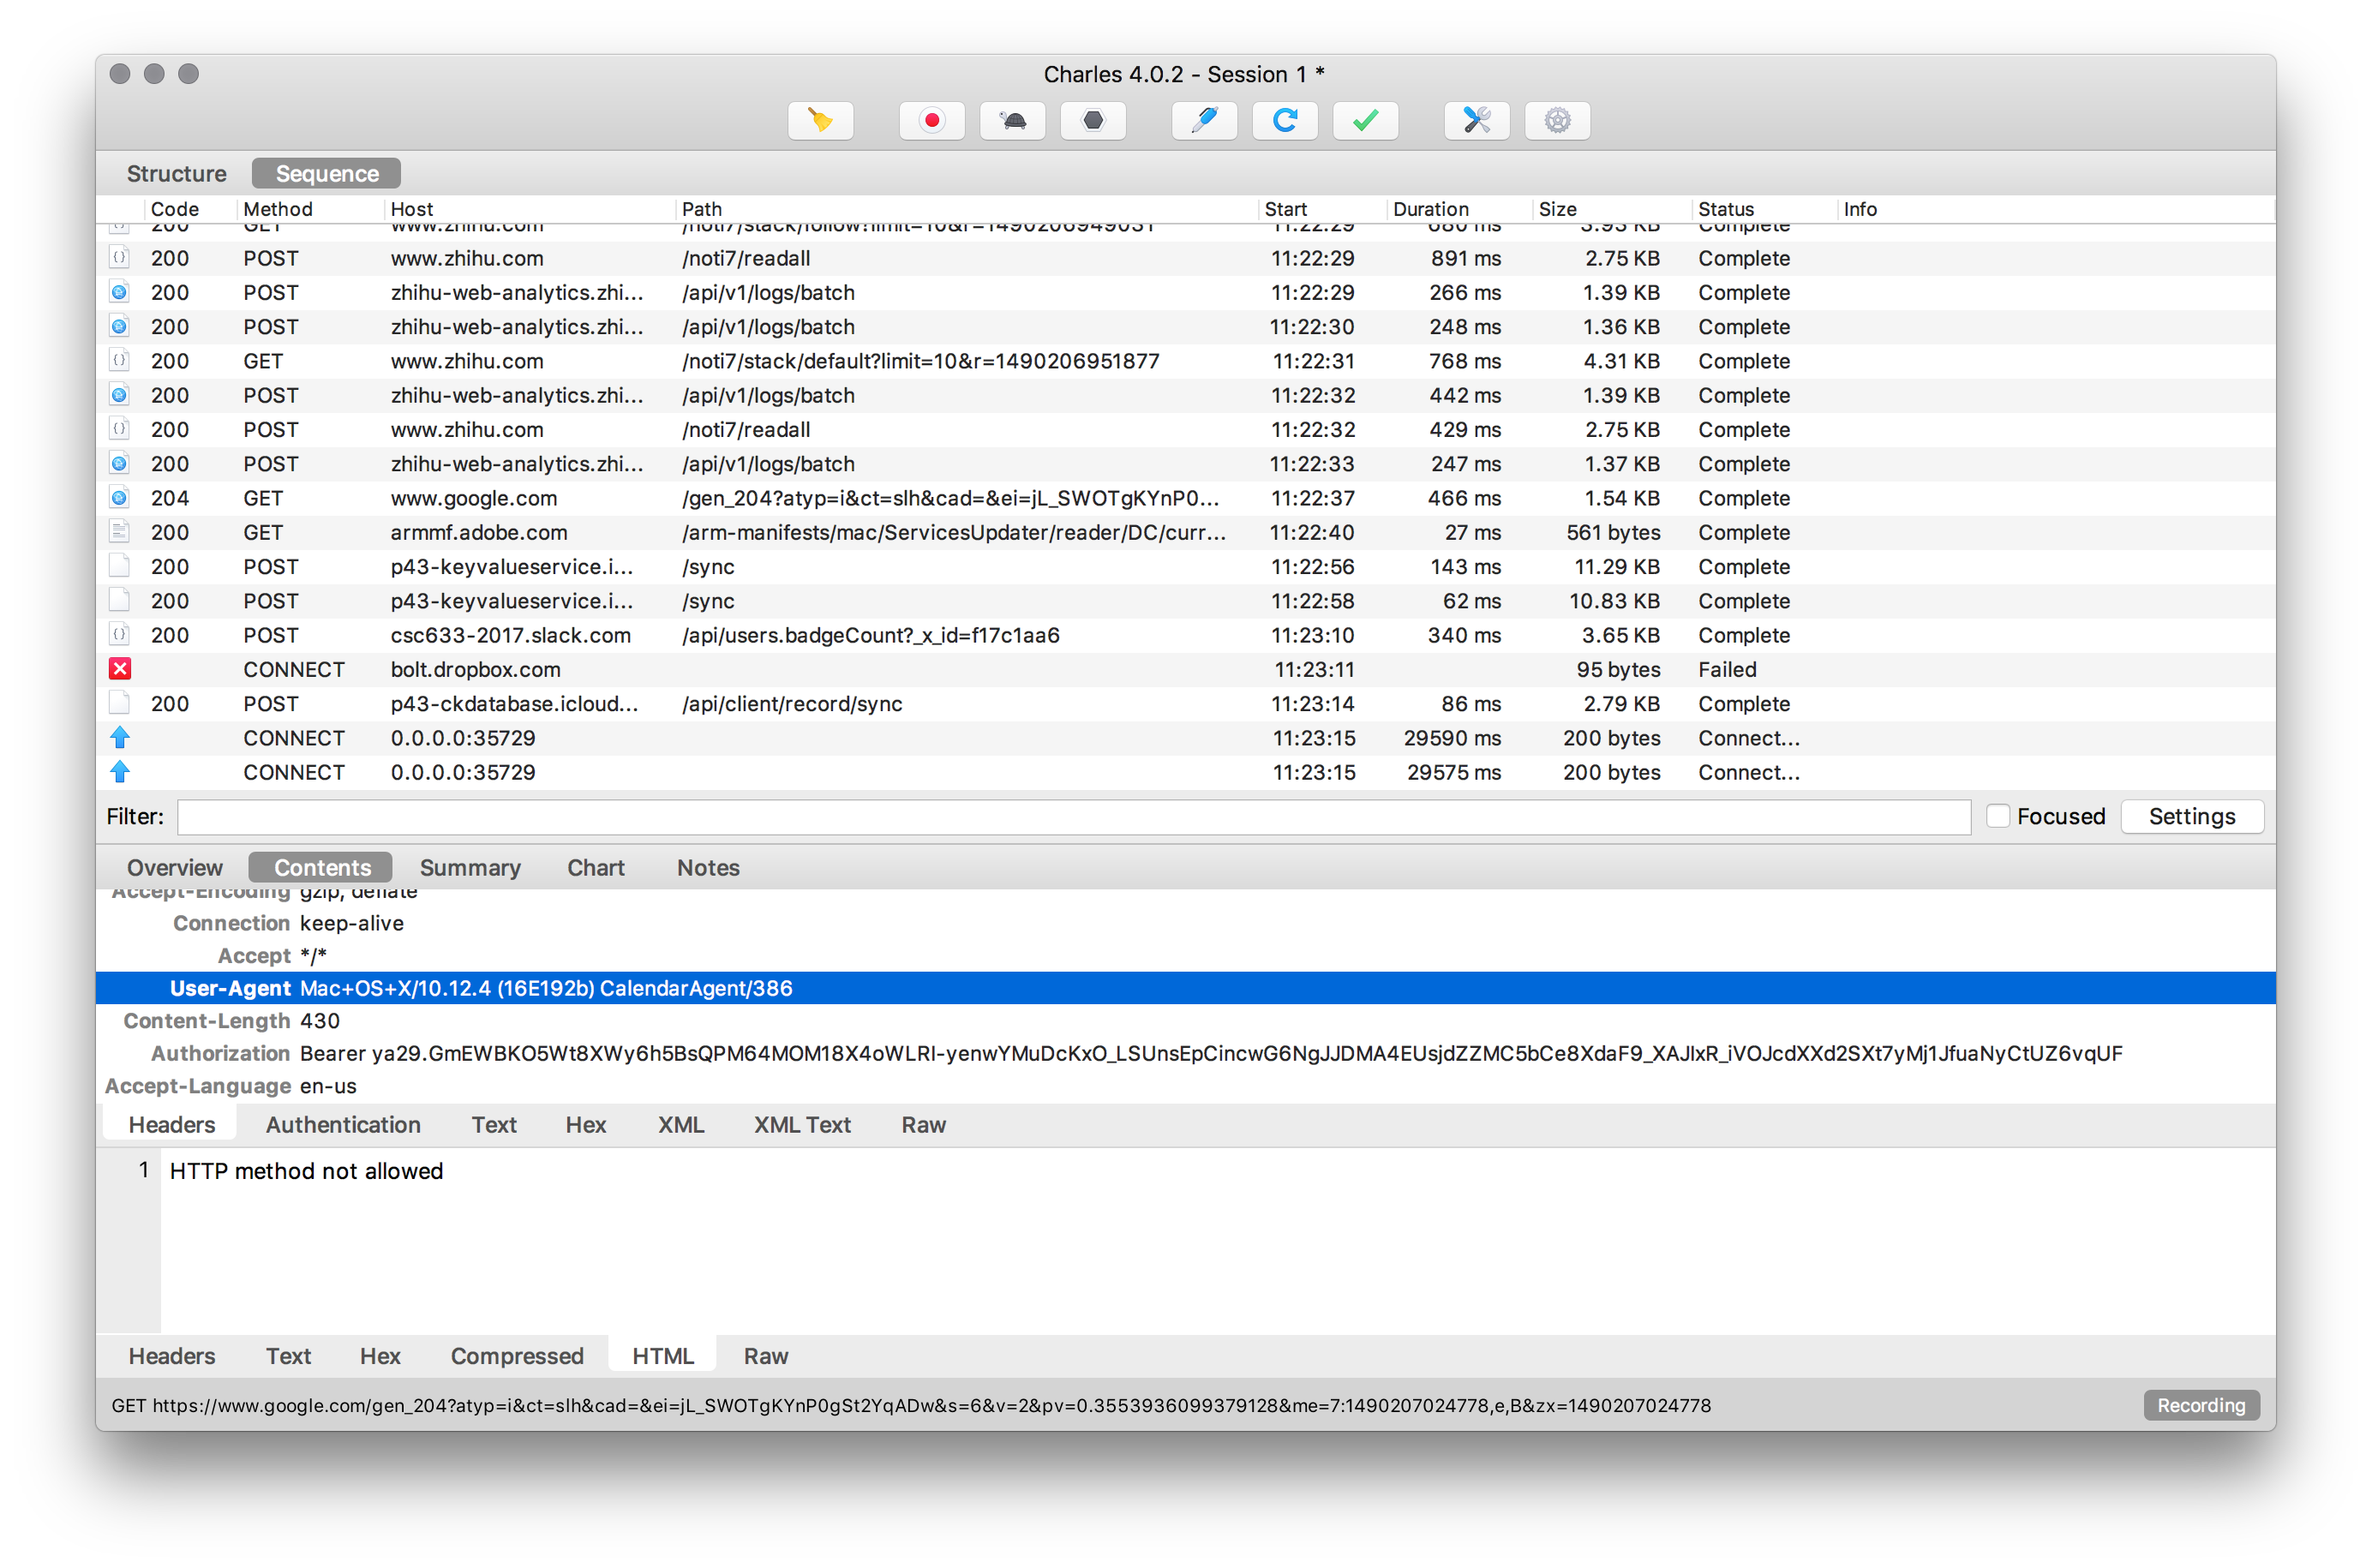 Charles 4.0.2 - Session 1 *
Structure Sequence
Code Method Host Path Start Duration Size Status Info
200 GET www.zhihu.com /noti7/stack/follow?limit=10&r=1490206949031 11:22:29 680 ms 3.93 KB Complete
200 POST www.zhihu.com /noti7/readall 11:22:29 891 ms 2.75 KB Complete
200 POST zhihu-web-analytics.zhi... /api/v1/logs/batch 11:22:29 266 ms 1.39 KB Complete
200 POST zhihu-web-analytics.zhi... /api/v1/logs/batch 11:22:30 248 ms 1.36 KB Complete
200 GET www.zhihu.com /noti7/stack/default?limit=10&r=1490206951877 11:22:31 768 ms 4.31 KB Complete
200 POST zhihu-web-analytics.zhi... /api/v1/logs/batch 11:22:32 442 ms 1.39 KB Complete
200 POST www.zhihu.com /noti7/readall 11:22:32 429 ms 2.75 KB Complete
200 POST zhihu-web-analytics.zhi... /api/v1/logs/batch 11:22:33 247 ms 1.37 KB Complete
204 GET www.google.com /gen_204?atyp=i&ct=slh&cad=&ei=jL_SWOTgKYnP0... 11:22:37 466 ms 1.54 KB Complete
200 GET armmf.adobe.com /arm-manifests/mac/ServicesUpdater/reader/DC/curr... 11:22:40 27 ms 561 bytes Complete
200 POST p43-keyvalueservice.i... /sync 11:22:56 143 ms 11.29 KB Complete
200 POST p43-keyvalueservice.i... /sync 11:22:58 62 ms 10.83 KB Complete
200 POST csc633-2017.slack.com /api/users.badgeCount?_x_id=f17c1aa6 11:23:10 340 ms 3.65 KB Complete
CONNECT bolt.dropbox.com 11:23:11 95 bytes Failed
200 POST p43-ckdatabase.icloud... /api/client/record/sync 11:23:14 86 ms 2.79 KB Complete
CONNECT 0.0.0.0:35729 11:23:15 29590 ms 200 bytes Connect...
CONNECT 0.0.0.0:35729 11:23:15 29575 ms 200 bytes Connect...
Filter: Focused Settings
Overview Contents Summary Chart Notes
Accept-Encoding gzip, deflate
Connection keep-alive
Accept */*
User-Agent Mac+OS+X/10.12.4 (16E192b) CalendarAgent/386
Content-Length 430
Authorization Bearer ya29.GmEWBKO5Wt8XWy6h5BsQPM64MOM18X4oWLRI-yenwYMuDcKxO_LSUnsEpCincwG6NgJJDMA4EUsjdZZMC5bCe8XdaF9_XAJIxR_iVOJcdXXd2SXt7yMj1JfuaNyCtUZ6vqUF
Accept-Language en-us
Headers Authentication Text Hex XML XML Text Raw
1 HTTP method not allowed
Headers Text Hex Compressed HTML Raw
GET https://www.google.com/gen_204?atyp=i&ct=slh&cad=&ei=jL_SWOTgKYnP0gSt2YqADw&s=6&v=2&pv=0.3553936099379128&me=7:1490207024778,e,B&zx=1490207024778 Recording